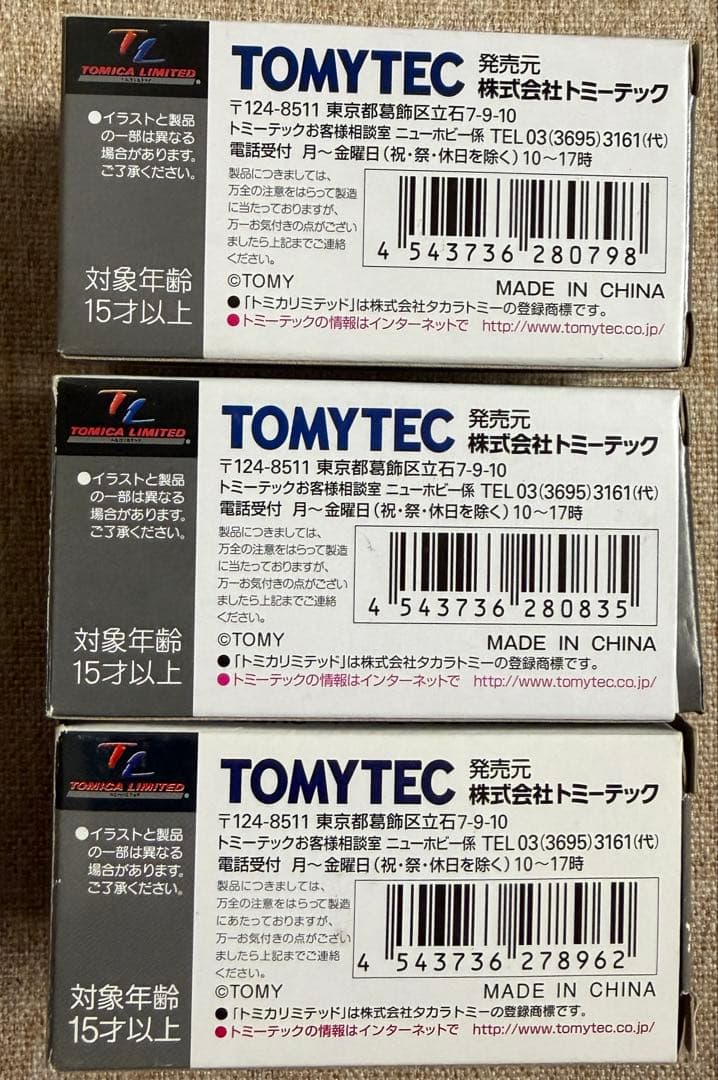 TL
TOMICA LIMITED
●イラストと製品
の一部は異なる
場合があります。
ご了承ください。
対象年齢
15才以上
TOMYTEC 発売元
株式会社トミーテック
〒124-8511 東京都葛飾区立石7-9-10
トミーテックお客様相談室 ニューホビー係 TEL 03(3695)3161(代)
電話受付 月〜金曜日(祝・祭・休日を除く)10〜17時
製品につきましては、
万全の注意をはらって製造
に当たっておりますが、
万一お気付の点がござい
ましたら上記までご連絡
ください。
4 543736 280798
©TOMY
MADE IN CHINA
●「トミカリミテッド」は株式会社タカラトミーの登録商標です。
●トミーテックの情報はインターネットで http://www.tomytec.co.jp/
TL
TOMICA LIMITED
●イラストと製品
の一部は異なる
場合があります。
ご了承ください。
対象年齢
15才以上
TOMYTEC 発売元
株式会社トミーテック
〒124-8511 東京都葛飾区立石7-9-10
トミーテックお客様相談室 ニューホビー係 TEL 03(3695)3161(代)
電話受付 月〜金曜日(祝・祭・休日を除く)10〜17時
製品につきましては、
万全の注意をはらって製造
に当たっておりますが、
万一お気付きの点がござい
ましたら上記までご連絡
ください。
4 543736 280835
©TOMY
MADE IN CHINA
●「トミカリミテッド」は株式会社タカラトミーの登録商標です。
●トミーテックの情報はインターネットで http://www.tomytec.co.jp/
TL
TOMICA LIMITED
●イラストと製品
の一部は異なる
場合があります。
ご了承ください。
対象年齢
15才以上
TOMYTEC 発売元
株式会社トミーテック
〒124-8511 東京都葛飾区立石7-9-10
トミーテックお客様相談室 ニューホビー係 TEL 03(3695)3161(代)
電話受付 月〜金曜日(祝・祭・休日を除く)10〜17時
製品につきましては、
万全の注意をはらって製造
にあたっておりますが、
万一お気付きの点がござい
ましたら上記までご連絡
ください。
4 543736 278962
©TOMY
MADE IN CHINA
●「トミカリミテッド」は株式会社タカラトミーの登録商標です。
●トミーテックの情報はインターネットで http://www.tomytec.co.jp/